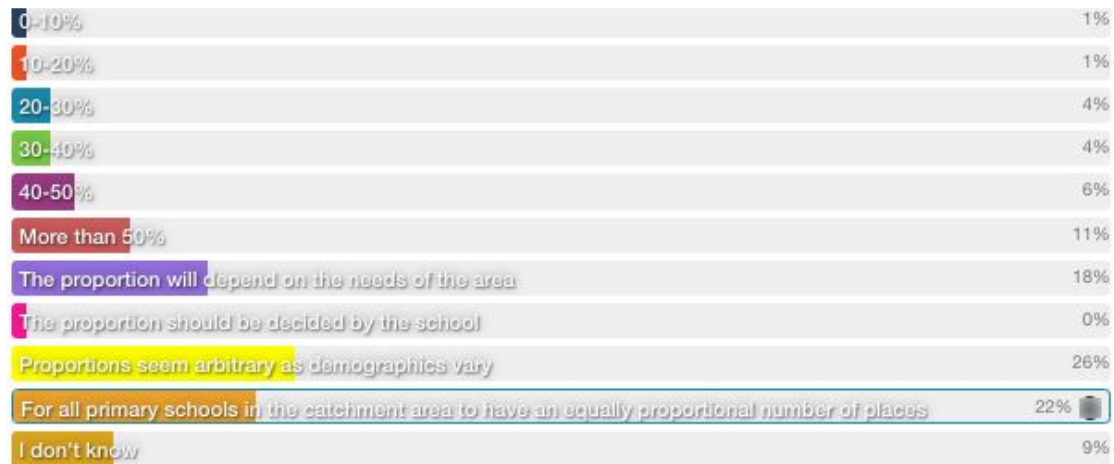 0-10% 1%
10-20% 1%
20-30% 4%
30-40% 4%
40-50% 6%
More than 50% 11%
The proportion will depend on the needs of the area 18%
The proportion should be decided by the school 0%
Proportions seem arbitrary as demographics vary 26%
For all primary schools in the catchment area to have an equally proportional number of places 22%
I don't know 9%